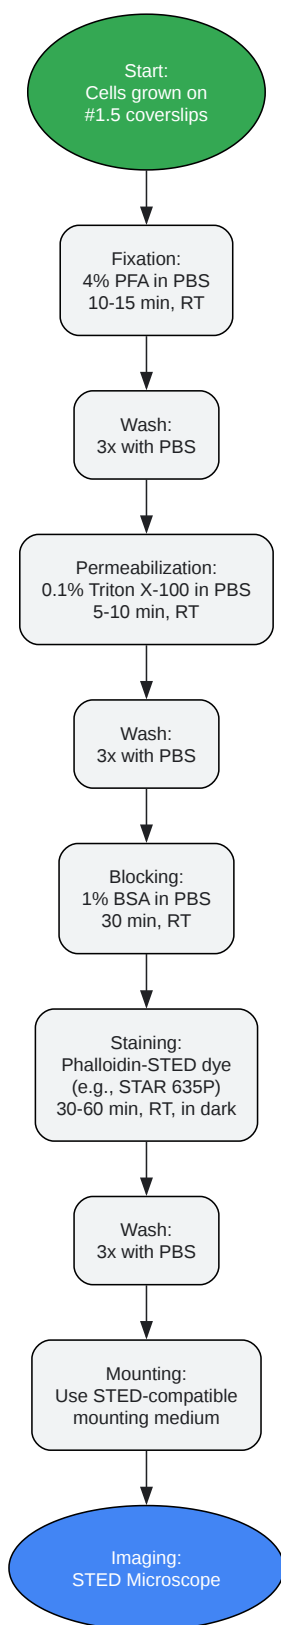 Start:
Cells grown on
#1.5 coverslips
Fixation:
4% PFA in PBS
10-15 min, RT
Wash:
3x with PBS
Permeabilization:
0.1% Triton X-100 in PBS
5-10 min, RT
Wash:
3x with PBS
Blocking:
1% BSA in PBS
30 min, RT
Staining:
Phalloidin-STED dye
(e.g., STAR 635P)
30-60 min, RT, in dark
Wash:
3x with PBS
Mounting:
Use STED-compatible
mounting medium
Imaging:
STED Microscope